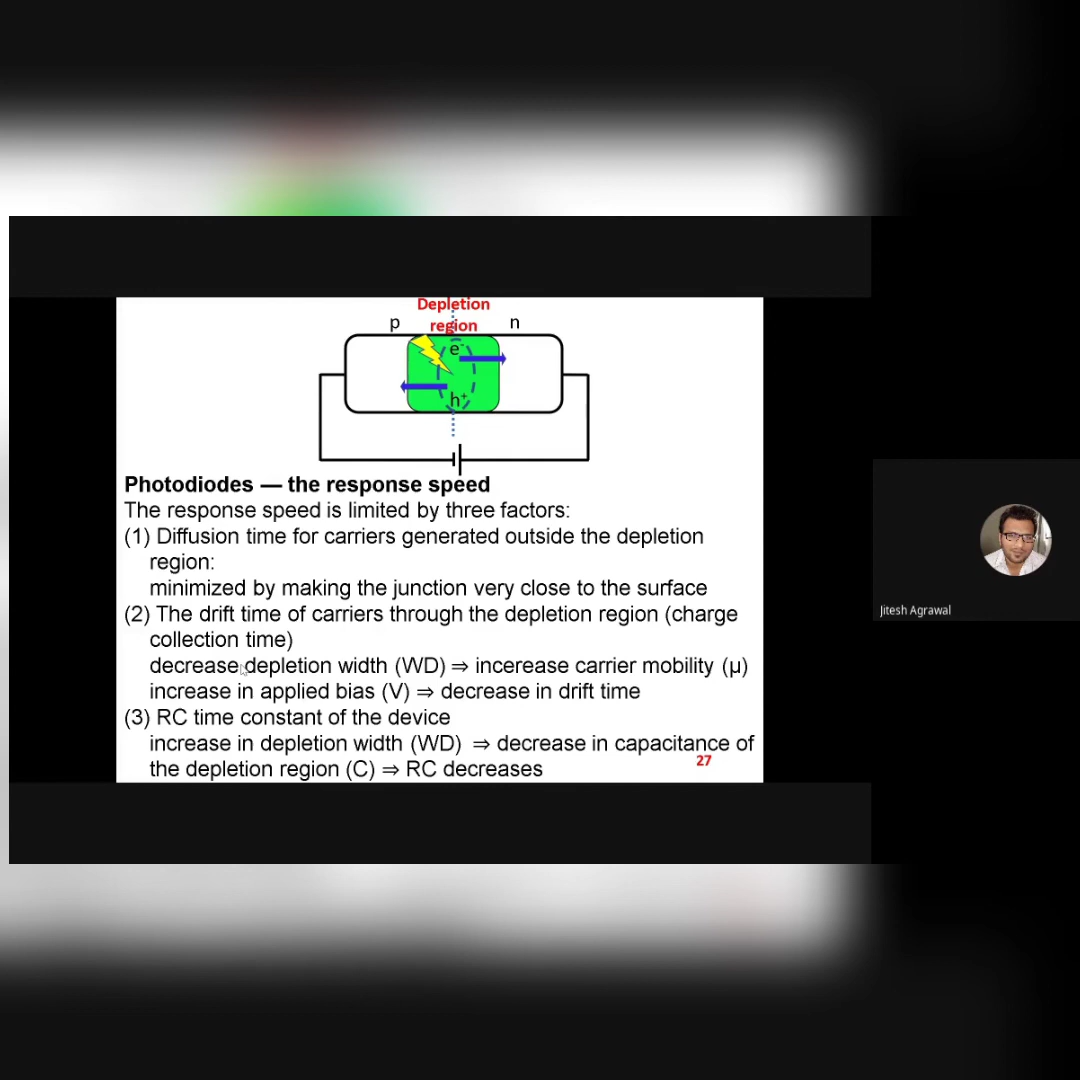 Depletion
p region n
e-
h+
Photodiodes — the response speed
The response speed is limited by three factors:
(1) Diffusion time for carriers generated outside the depletion
region:
minimized by making the junction very close to the surface
(2) The drift time of carriers through the depletion region (charge
collection time)
decrease depletion width (WD) ⇒ incerease carrier mobility (μ)
increase in applied bias (V) ⇒ decrease in drift time
(3) RC time constant of the device
increase in depletion width (WD) ⇒ decrease in capacitance of
the depletion region (C) ⇒ RC decreases
27
Jitesh Agrawal